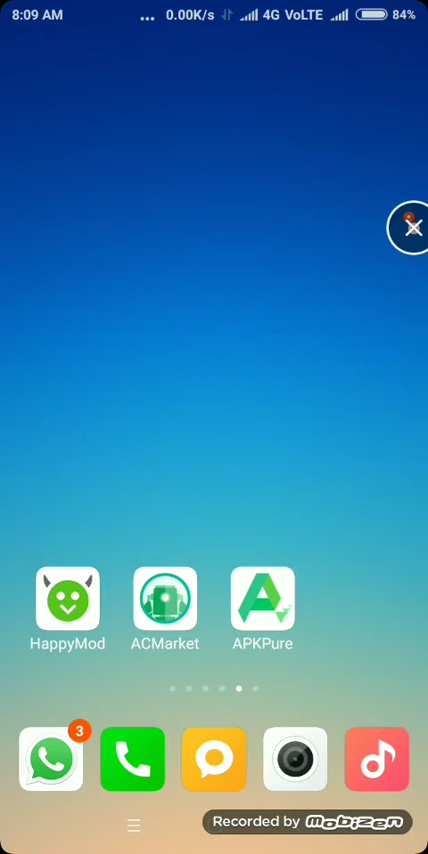 8:09 AM ... 0.00K/s 4G VoLTE 84%
HappyMod ACMarket APKPure
3
Recorded by mobizen